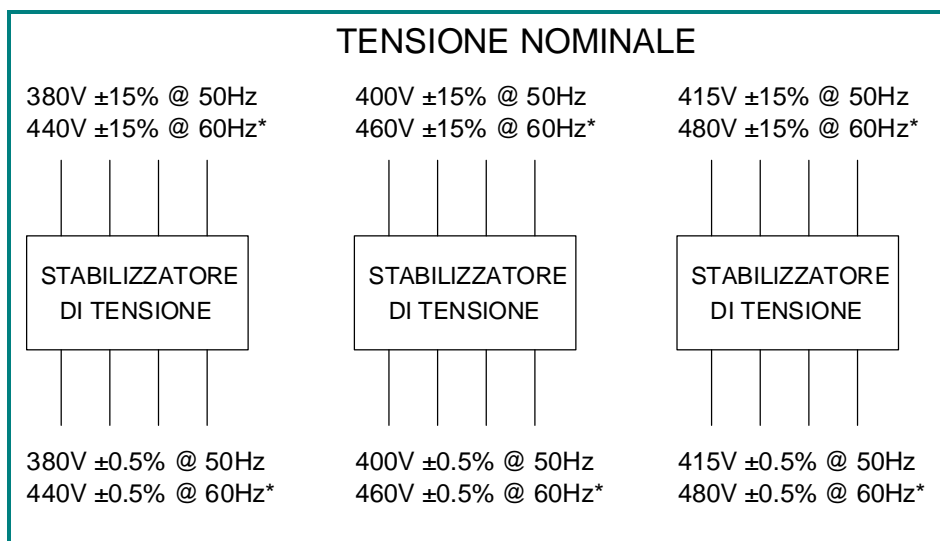 TENSIONE NOMINALE
380V ±15% @ 50Hz
440V ±15% @ 60Hz*
400V ±15% @ 50Hz
460V ±15% @ 60Hz*
415V ±15% @ 50Hz
480V ±15% @ 60Hz*
STABILIZZATORE
DI TENSIONE
STABILIZZATORE
DI TENSIONE
STABILIZZATORE
DI TENSIONE
380V ±0.5% @ 50Hz
440V ±0.5% @ 60Hz*
400V ±0.5% @ 50Hz
460V ±0.5% @ 60Hz*
415V ±0.5% @ 50Hz
480V ±0.5% @ 60Hz*